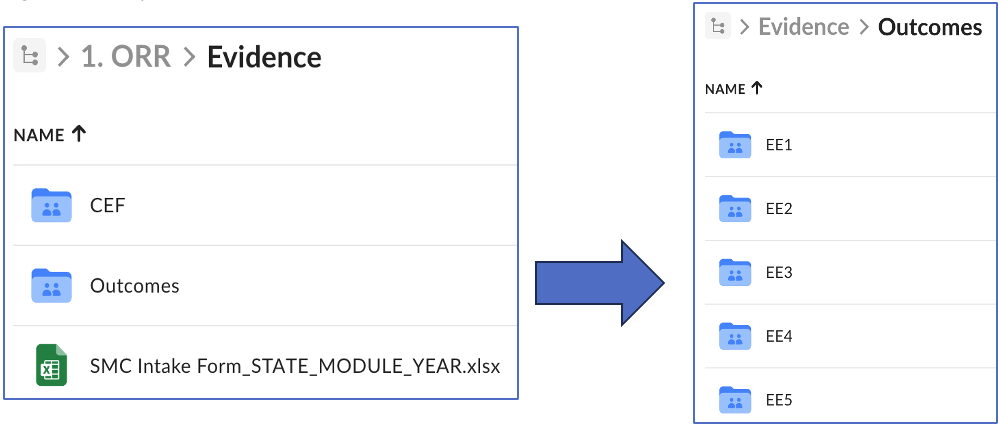 > 1. ORR > Evidence
NAME ↑
CEF
Outcomes
SMC Intake Form_STATE_MODULE_YEAR.xlsx
> Evidence > Outcomes
NAME ↑
EE1
EE2
EE3
EE4
EE5